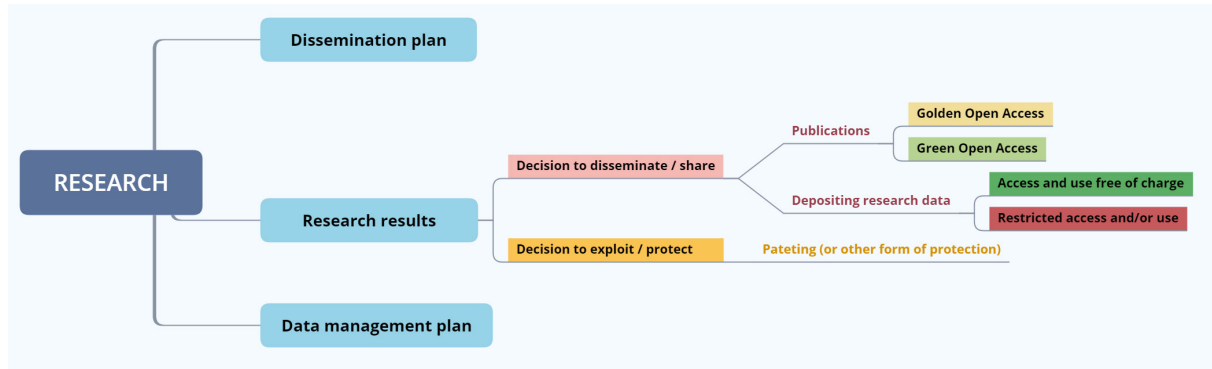 RESEARCH
Dissemination plan
Research results
Decision to disseminate / share
Publications
Golden Open Access
Green Open Access
Depositing research data
Access and use free of charge
Restricted access and/or use
Decision to exploit / protect
Pateting (or other form of protection)
Data management plan